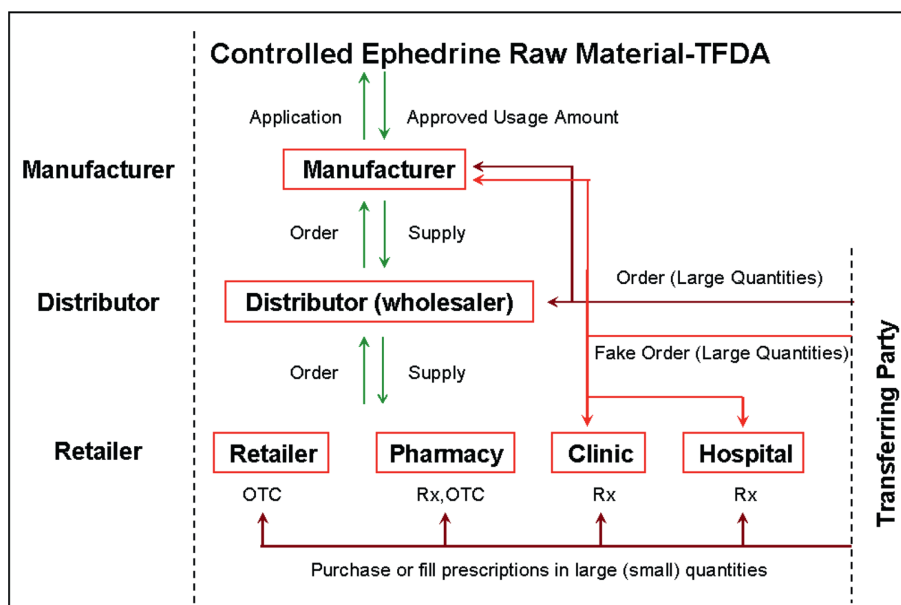 Controlled Ephedrine Raw Material-TFDA
Application
Approved Usage Amount
Manufacturer
Manufacturer
Order
Supply
Order (Large Quantities)
Distributor
Distributor (wholesaler)
Fake Order (Large Quantities)
Order
Supply
Transferring Party
Retailer
Retailer
Pharmacy
Clinic
Hospital
OTC
Rx,OTC
Rx
Rx
Purchase or fill prescriptions in large (small) quantities